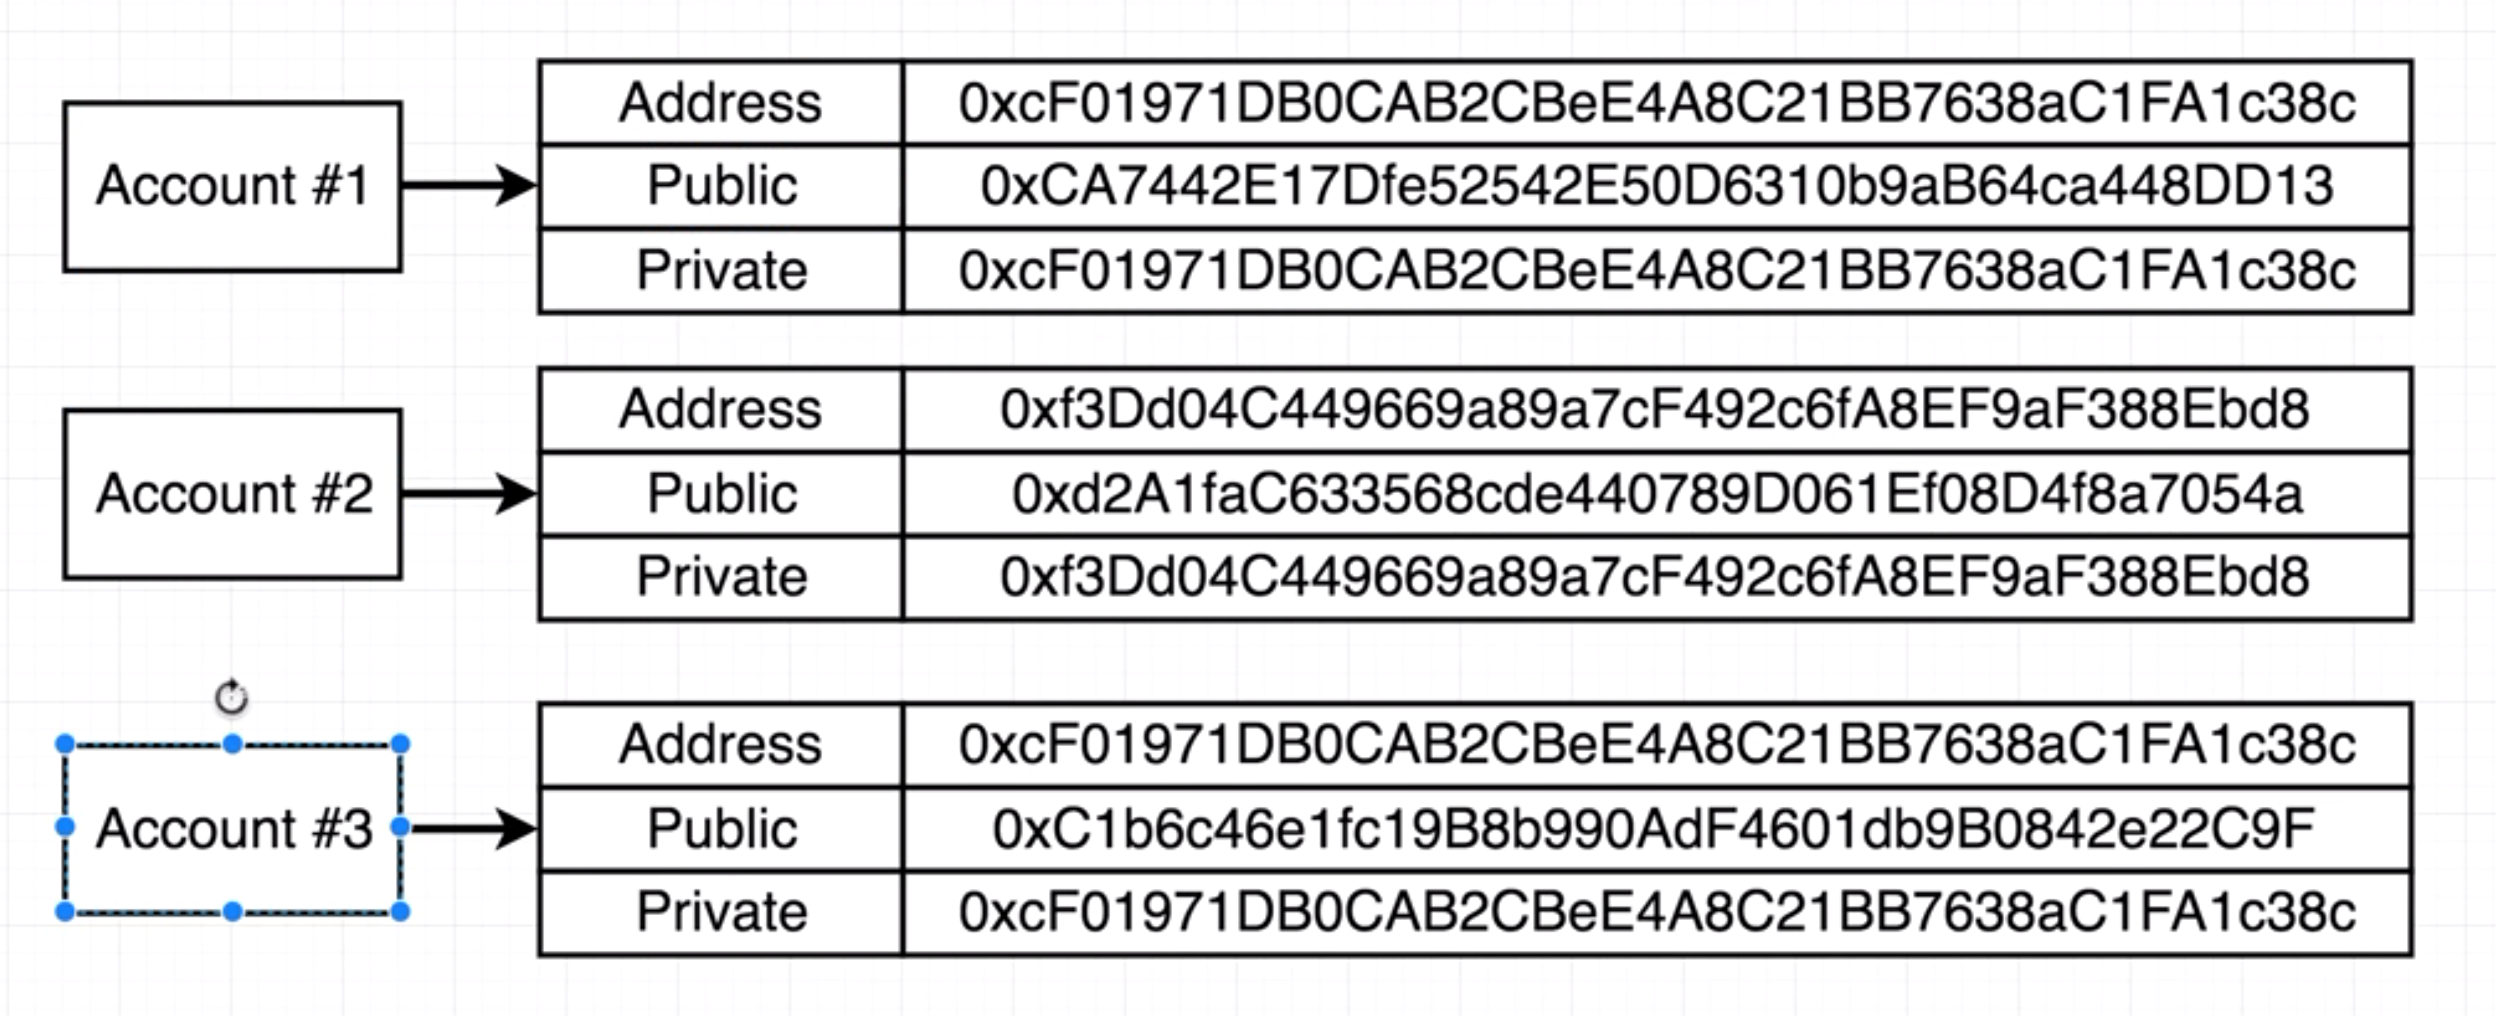 Account #1
Address 0xcF01971DB0CAB2CBeE4A8C21BB7638aC1FA1c38c
Public 0xCA7442E17Dfe52542E50D6310b9aB64ca448DD13
Private 0xcF01971DB0CAB2CBeE4A8C21BB7638aC1FA1c38c
Account #2
Address 0xf3Dd04C449669a89a7cF492c6fA8EF9aF388Ebd8
Public 0xd2A1faC633568cde440789D061Ef08D4f8a7054a
Private 0xf3Dd04C449669a89a7cF492c6fA8EF9aF388Ebd8
Account #3
Address 0xcF01971DB0CAB2CBeE4A8C21BB7638aC1FA1c38c
Public 0xC1b6c46e1fc19B8b990AdF4601db9B0842e22C9F
Private 0xcF01971DB0CAB2CBeE4A8C21BB7638aC1FA1c38c